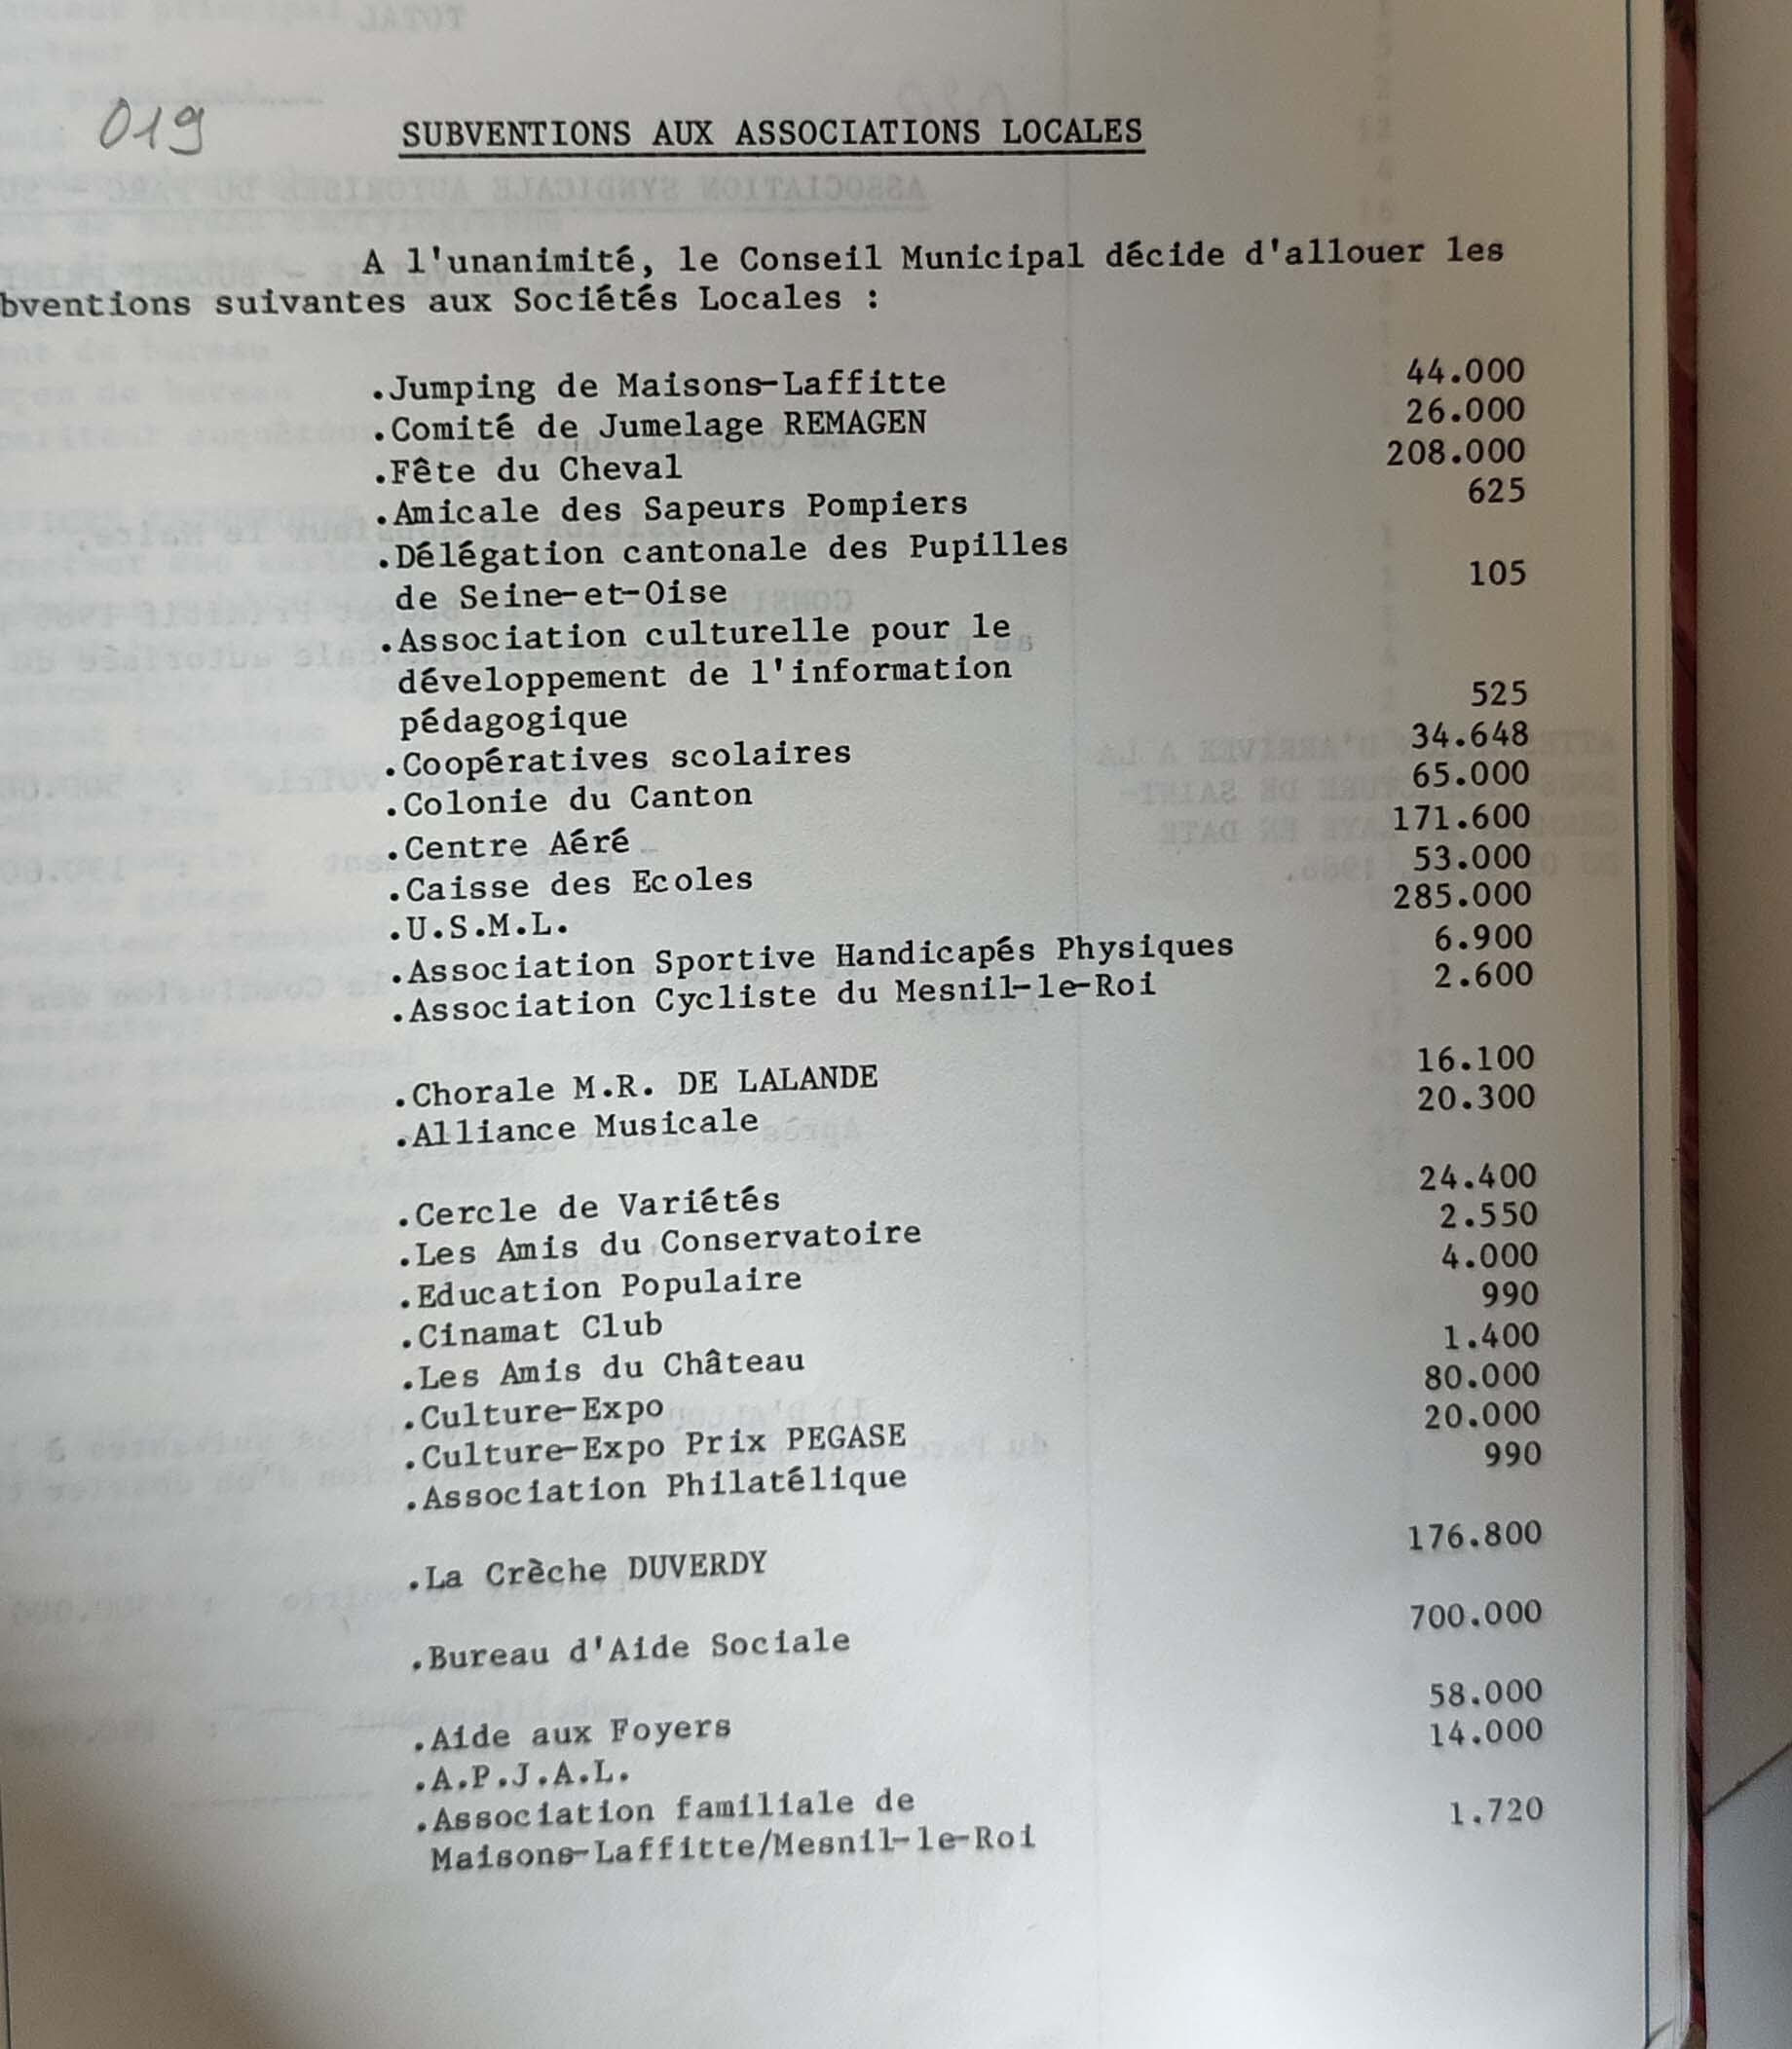 019
SUBVENTIONS AUX ASSOCIATIONS LOCALES
A l'unanimité, le Conseil Municipal décide d'allouer les
bventions suivantes aux Sociétés Locales :
.Jumping de Maisons-Laffitte 44.000
.Comité de Jumelage REMAGEN 26.000
.Fête du Cheval 208.000
.Amicale des Sapeurs Pompiers 625
.Délégation cantonale des Pupilles
de Seine-et-Oise 105
.Association culturelle pour le
développement de l'information
pédagogique 525
.Coopératives scolaires 34.648
.Colonie du Canton 65.000
.Centre Aéré 171.600
.Caisse des Ecoles 53.000
.U.S.M.L. 285.000
.Association Sportive Handicapés Physiques 6.900
.Association Cycliste du Mesnil-le-Roi 2.600
.Chorale M.R. DE LALANDE 16.100
.Alliance Musicale 20.300
.Cercle de Variétés 24.400
.Les Amis du Conservatoire 2.550
.Education Populaire 4.000
.Cinamat Club 990
.Les Amis du Château 1.400
.Culture-Expo 80.000
.Culture-Expo Prix PEGASE 20.000
.Association Philatélique 990
.La Crèche DUVERDY 176.800
.Bureau d'Aide Sociale 700.000
.Aide aux Foyers 58.000
.A.P.J.A.L. 14.000
.Association familiale de
Maisons-Laffitte/Mesnil-le-Roi 1.720